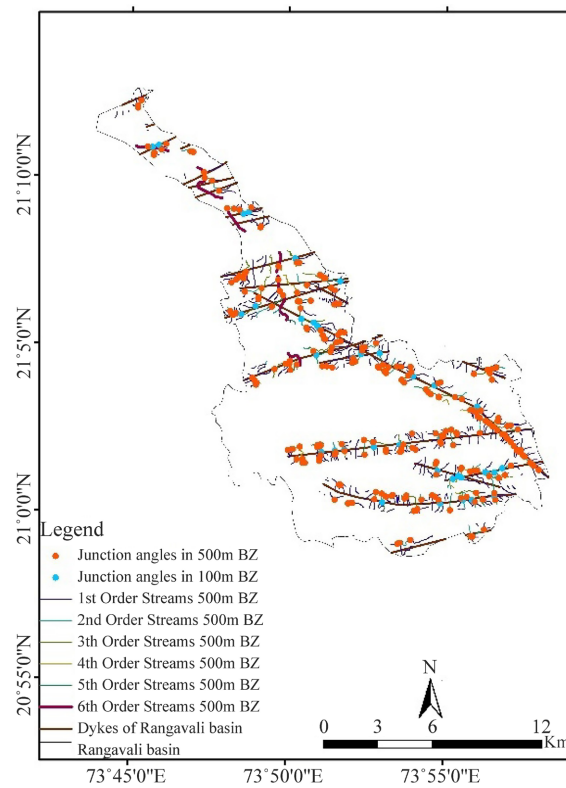 21°10'0"N
21°5'0"N
21°0'0"N
20°55'0"N
Legend
Junction angles in 500m BZ
Junction angles in 100m BZ
1st Order Streams 500m BZ
2nd Order Streams 500m BZ
3th Order Streams 500m BZ
4th Order Streams 500m BZ
5th Order Streams 500m BZ
6th Order Streams 500m BZ
Dykes of Rangavali basin
Rangavali basin
N
0 3 6 12
Km
73°45'0"E 73°50'0"E 73°55'0"E